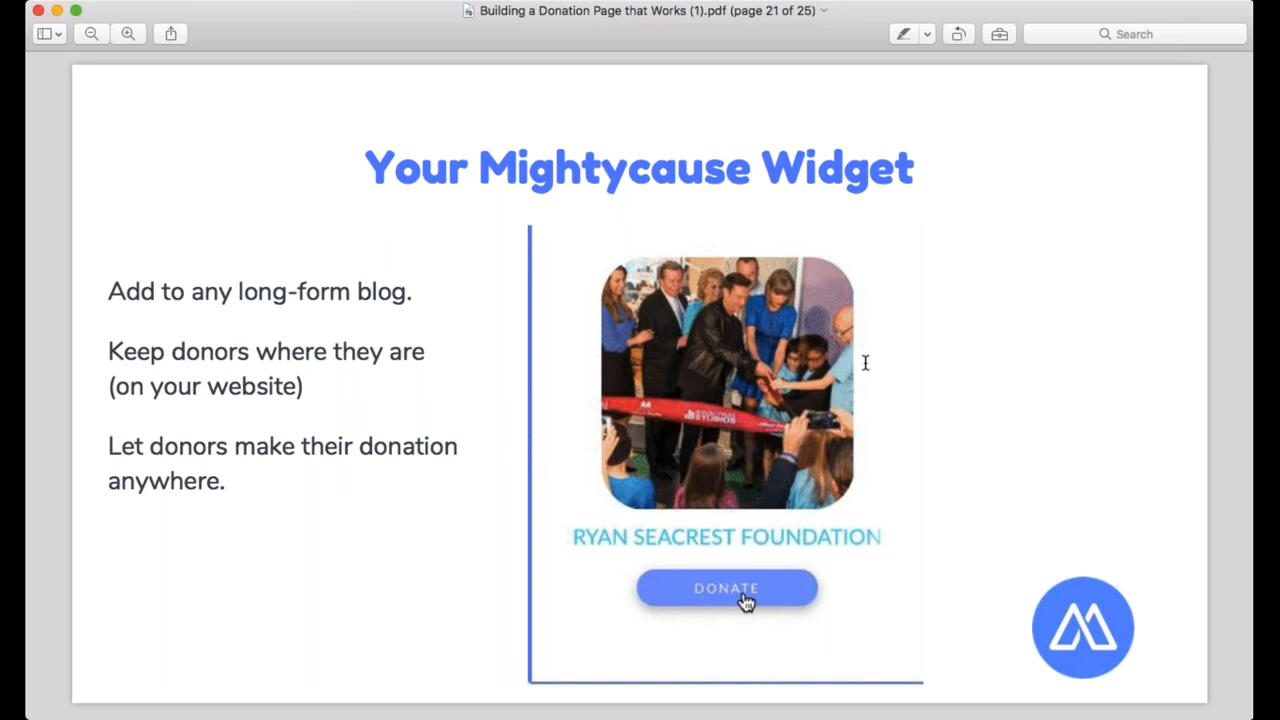 Building a Donation Page that Works (1).pdf (page 21 of 25)
Search
Your Mightycause Widget
Add to any long-form blog.
Keep donors where they are
(on your website)
Let donors make their donation
anywhere.
RYAN SEACREST FOUNDATION
DONATE